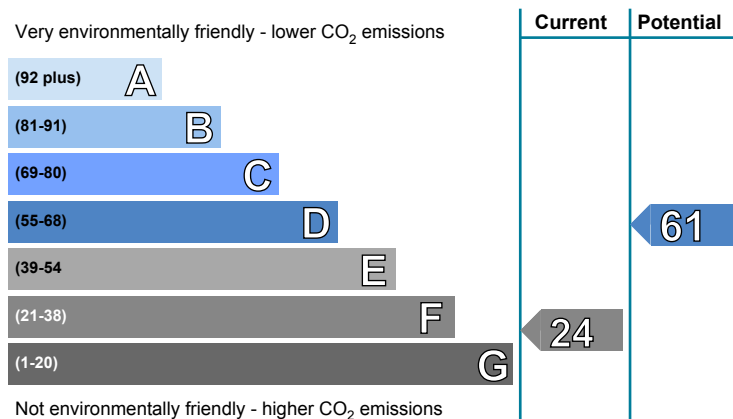 Current Potential
Very environmentally friendly - lower CO2 emissions
(92 plus) A
(81-91) B
(69-80) C
(55-68) D 61
(39-54 E
(21-38) F 24
(1-20) G
Not environmentally friendly - higher CO2 emissions